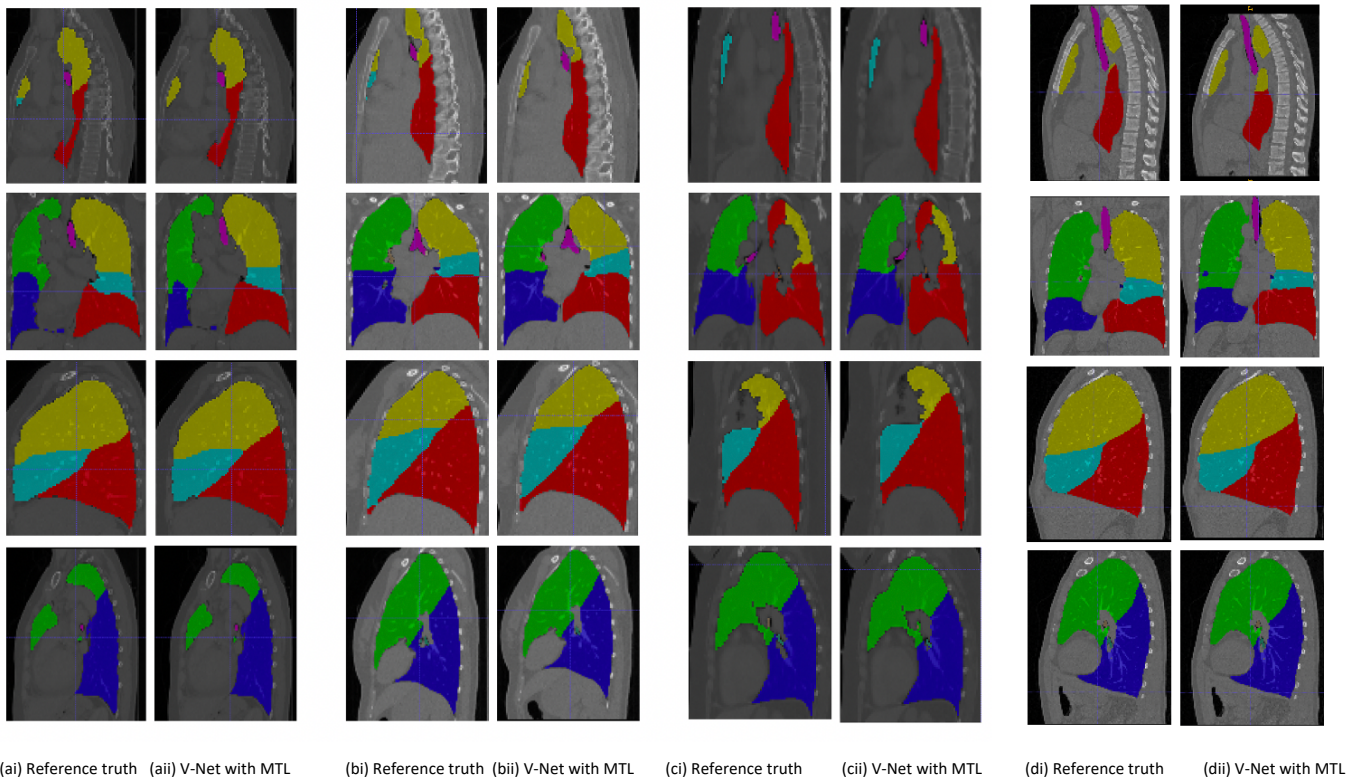 (ai) Reference truth (aii) V-Net with MTL (bi) Reference truth (bii) V-Net with MTL (ci) Reference truth (cii) V-Net with MTL (di) Reference truth (dii) V-Net with MTL